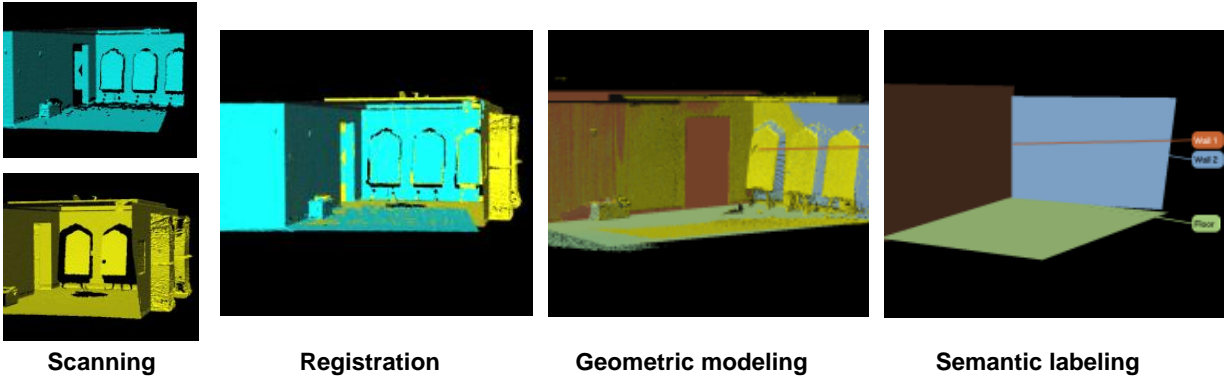 Wall 1
Wall 2
Floor
Scanning
Registration
Geometric modeling
Semantic labeling